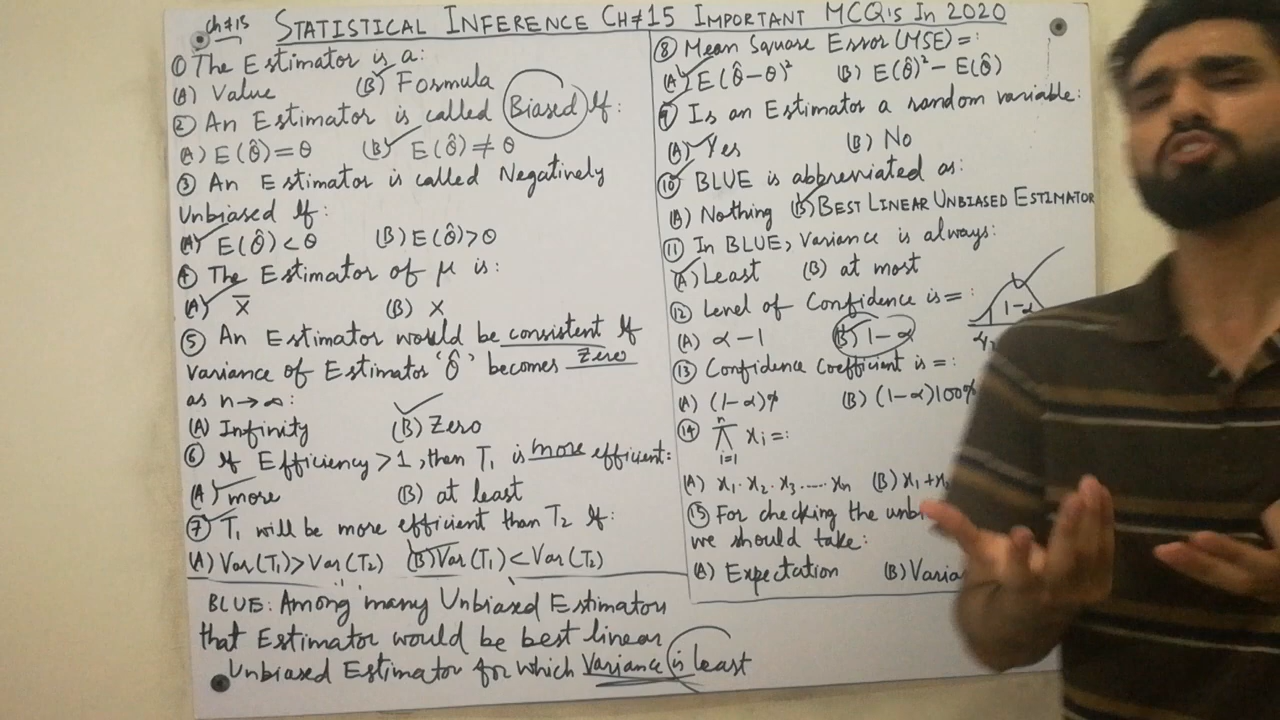 Ch#15
STATISTICAL INFERENCE CH#15 IMPORTANT MCQ'S In 2020
① The Estimator is a:
(A) Value (B) Formula
② An Estimator is called Biased If:
(A) E(θ̂) = θ (B) E(θ̂) ≠ θ
③ An Estimator is called Negatively
Unbiased If:
(A) E(θ̂) < θ (B) E(θ̂) > θ
④ The Estimator of μ is:
(A) x̄ (B) X
⑤ An Estimator would be consistent If
variance of Estimator 'θ̂' becomes Zero
as n→∞:
(A) Infinity (B) Zero
⑥ If Efficiency > 1, then T₁ is more efficient:
(A) more (B) at least
⑦ T₁ will be more efficient than T₂ If:
(A) Var(T₁) > Var(T₂) (B) Var(T₁) < Var(T₂)
BLUE: Among many Unbiased Estimators
that Estimator would be best linear
Unbiased Estimator for which Variance is least
⑧ Mean Square Error (MSE) =:
(A) E(θ̂ - θ)² (B) E(θ̂)² - E(θ̂)
⑨ Is an Estimator a random variable:
(A) Yes (B) No
⑩ BLUE is abbreviated as:
(A) Nothing (B) BEST LINEAR UNBIASED ESTIMATOR
⑪ In BLUE, Variance is always:
(A) Least (B) at most
⑫ Level of Confidence is =:
(A) α - 1 (B) 1 - α
1-α
⑬ Confidence Coefficient is =:
(A) (1-α)% (B) (1-α)100%
⑭ n π i=1 xi =:
(A) x₁. x₂. x₃ ..... xn (B) x₁ + x
⑮ For checking the unbi
we should take:
(A) Expectation (B) Varia